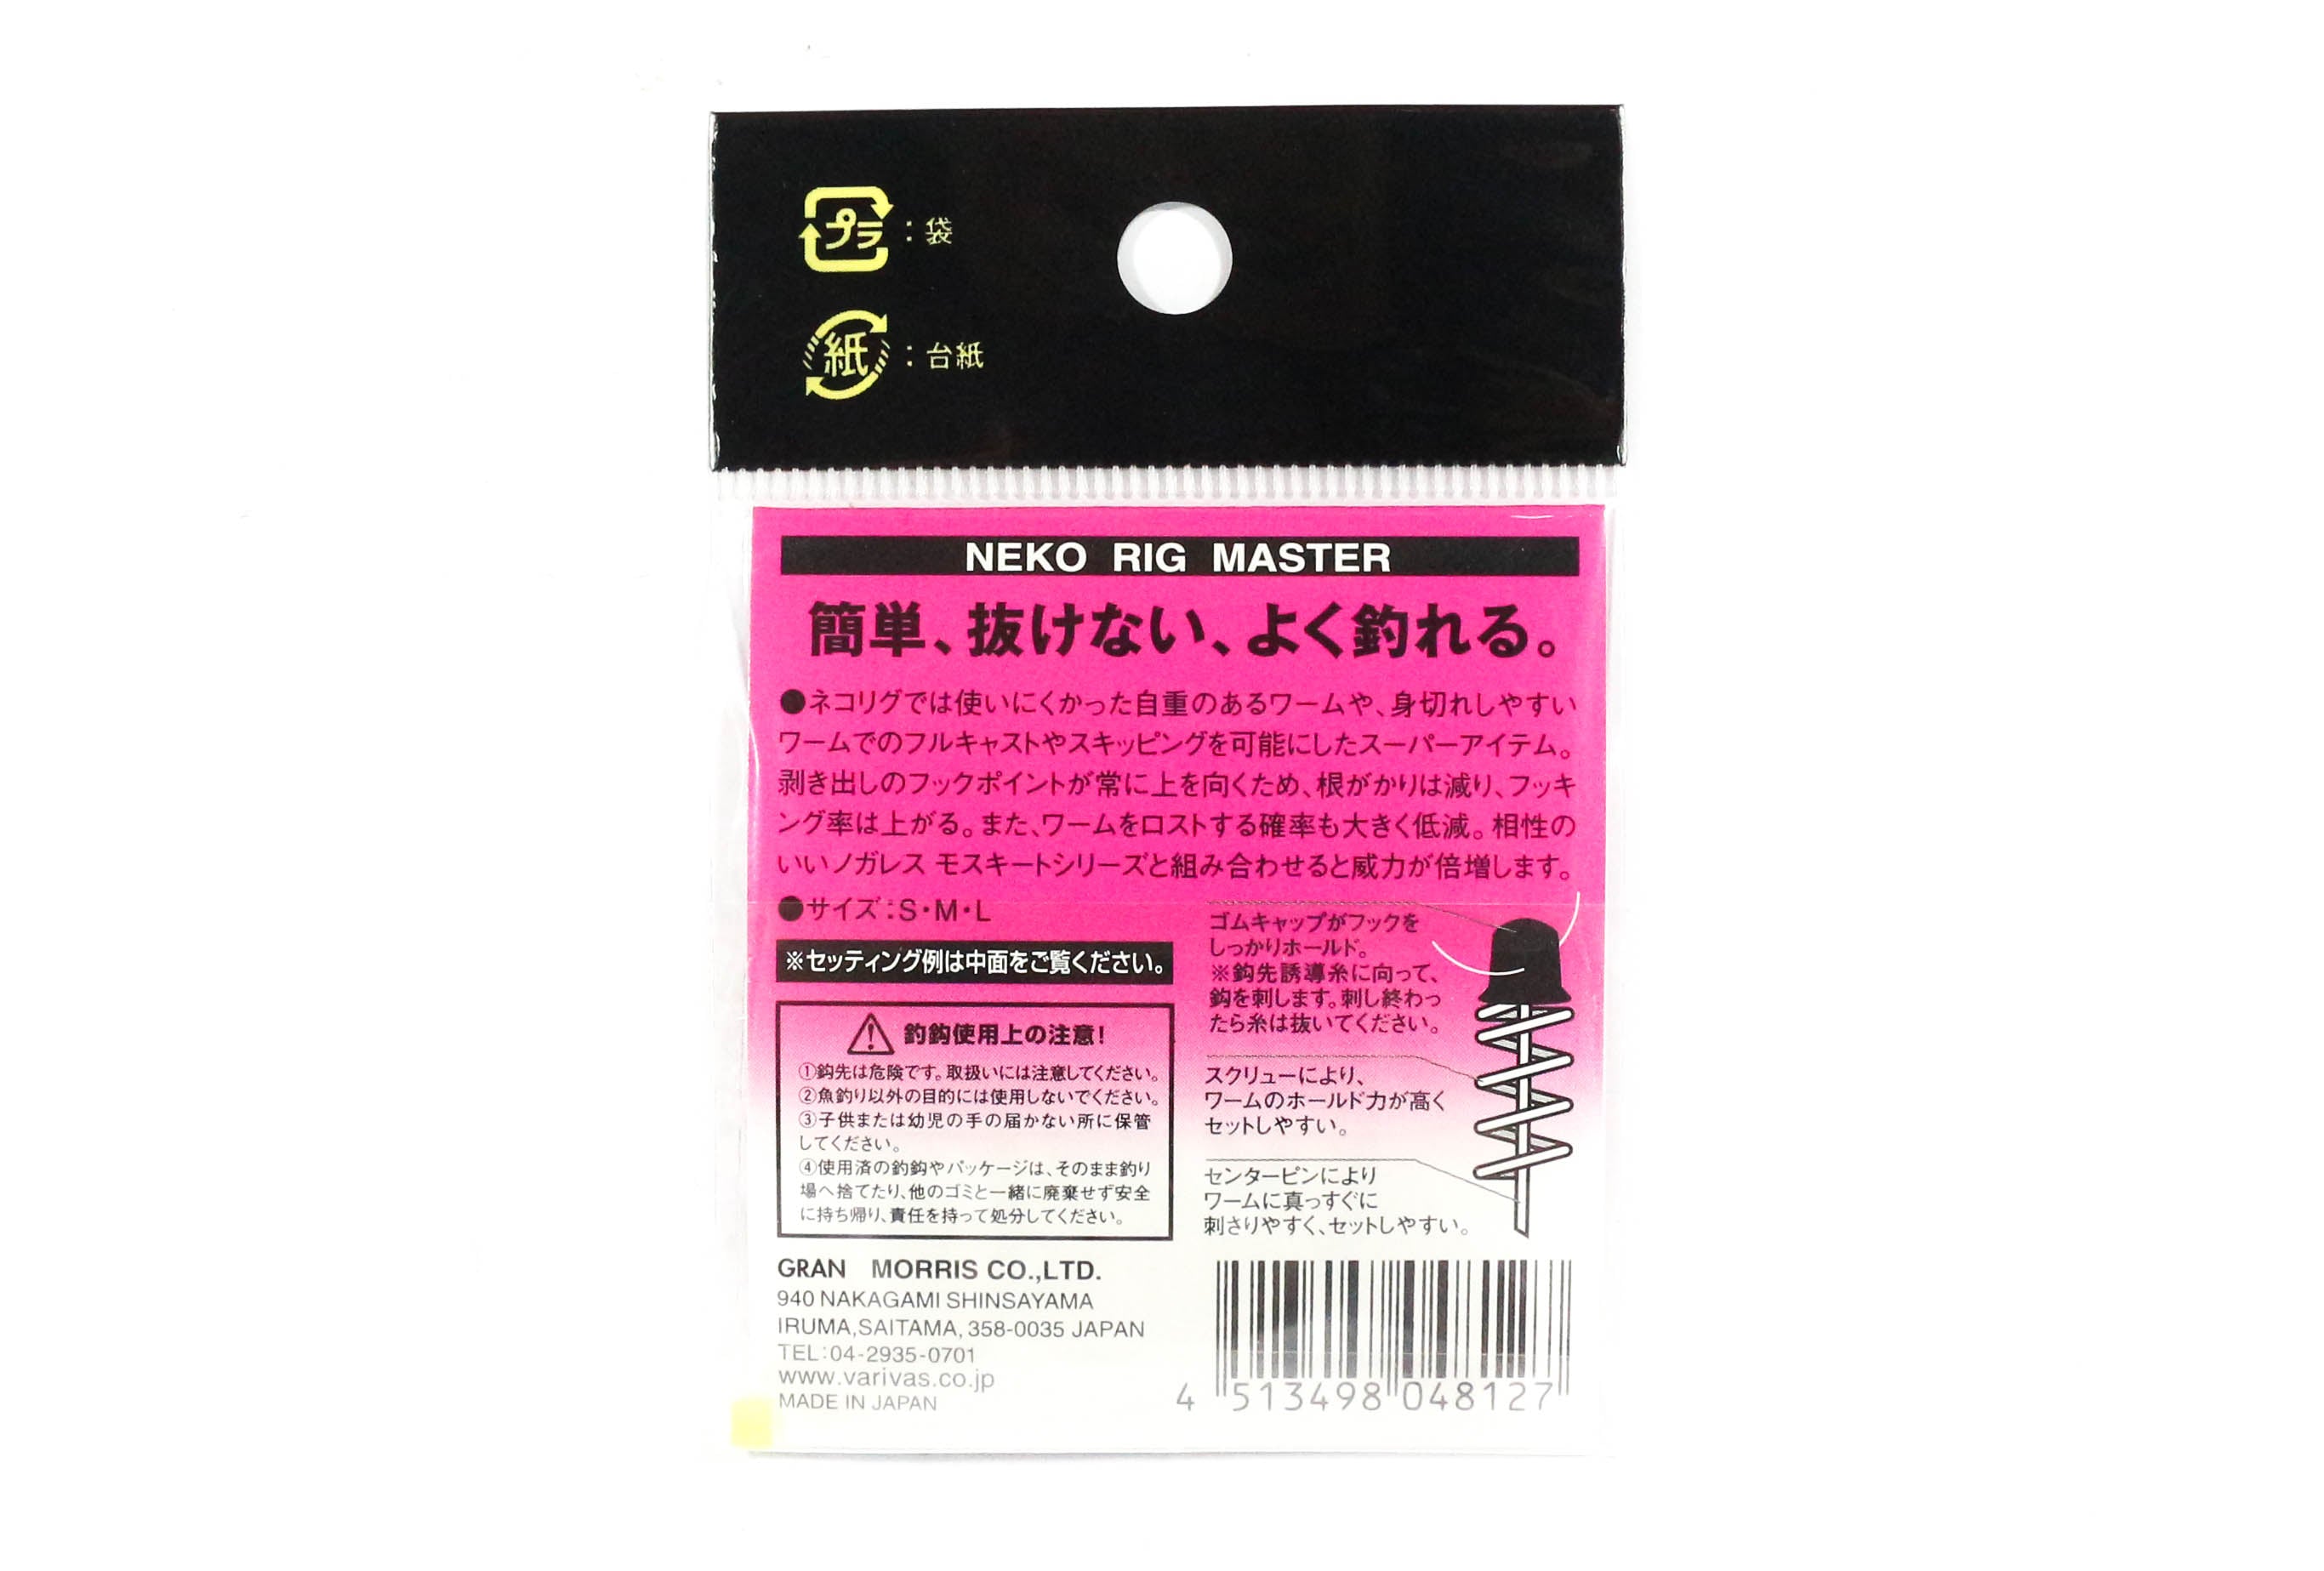 プラ：袋
紙：台紙
NEKO RIG MASTER
簡単、抜けない、よく釣れる。
●ネコリグでは使いにくかった自重のあるワームや、身切れしやすい
ワームでのフルキャストやスキッピングを可能にしたスーパーアイテム。
剥き出しのフックポイントが常に上を向くため、根がかりは減り、フッキ
ング率は上がる。また、ワームをロストする確率も大きく低減。相性の
いいノガレス モスキートシリーズと組み合わせると威力が倍増します。
●サイズ：S・M・L
※セッティング例は中面をご覧ください。
釣鈎使用上の注意！
①鈎先は危険です。取扱いには注意してください。
②魚釣り以外の目的には使用しないでください。
③子供または幼児の手の届かない所に保管
してください。
④使用済の釣鈎やパッケージは、そのまま釣り
場へ捨てたり、他のゴミと一緒に廃棄せず安全
に持ち帰り、責任を持って処分してください。
ゴムキャップがフックを
しっかりホールド。
※鈎先誘導糸に向って、
鈎を刺します。刺し終わっ
たら糸は抜いてください。
スクリューにより、
ワームのホールド力が高く
セットしやすい。
センターピンにより
ワームに真っすぐに
刺さりやすく、セットしやすい。
GRAN MORRIS CO.,LTD.
940 NAKAGAMI SHINSAYAMA
IRUMA,SAITAMA, 358-0035 JAPAN
TEL:04-2935-0701
www.varivas.co.jp
MADE IN JAPAN
4 513498 048127